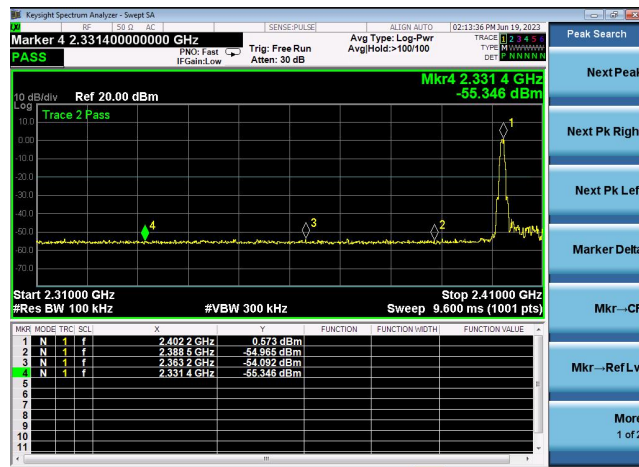 Keysight Spectrum Analyzer - Swept SA
RF 50 Ω AC SENSE:PULSE ALIGN AUTO 02:13:36 PM Jun 19, 2023
Marker 4 2.331400000000 GHz
PASS
PNO: Fast
IFGain:Low
Trig: Free Run
Atten: 30 dB
Avg Type: Log-Pwr
Avg|Hold:>100/100
TRACE 1 2 3 4 5 6
TYPE M WWWWW
DET P N N N N N
Peak Search
Mkr4 2.331 4 GHz
-55.346 dBm
10 dB/div Ref 20.00 dBm
Log
Trace 2 Pass
10.0
0.00
-10.0
-20.0
-30.0
-40.0
-50.0
-60.0
-70.0
1
2
3
4
Start 2.31000 GHz Stop 2.41000 GHz
#Res BW 100 kHz #VBW 300 kHz Sweep 9.600 ms (1001 pts)
MKR MODE TRC SCL X Y FUNCTION FUNCTION WIDTH FUNCTION VALUE
1 N 1 f 2.402 2 GHz 0.573 dBm
2 N 1 f 2.388 5 GHz -54.965 dBm
3 N 1 f 2.363 2 GHz -54.092 dBm
4 N 1 f 2.331 4 GHz -55.346 dBm
5
6
7
8
9
10
11
Next Peak
Next Pk Righ
Next Pk Lef
Marker Delta
Mkr→CF
Mkr→Ref Lv
More
1 of 2